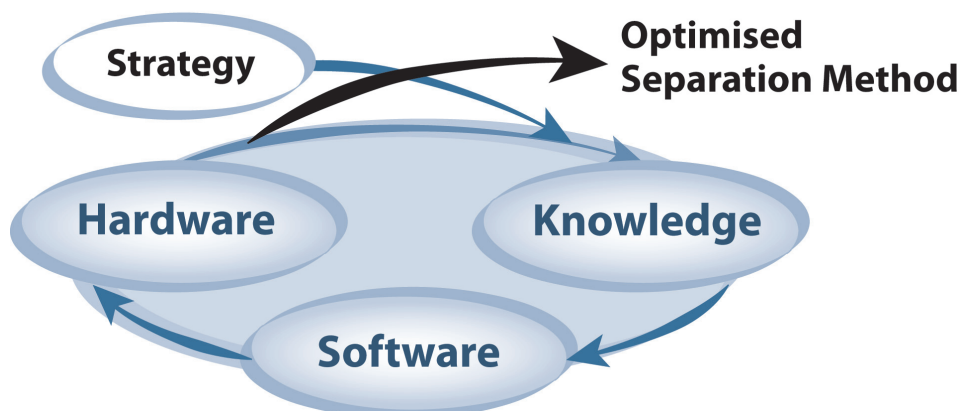 Strategy
Optimised
Separation Method
Hardware
Knowledge
Software